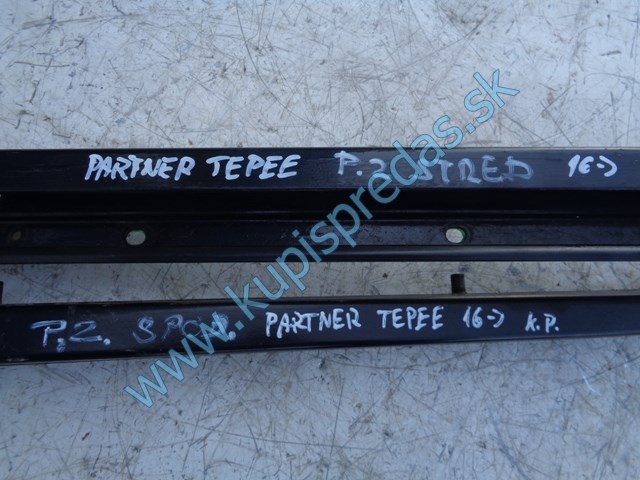 PARTNER TEPEE P.Z STRED 16->
P.Z. SPOD. PARTNER TEPEE 16-> K.P.
www.kupispredas.sk